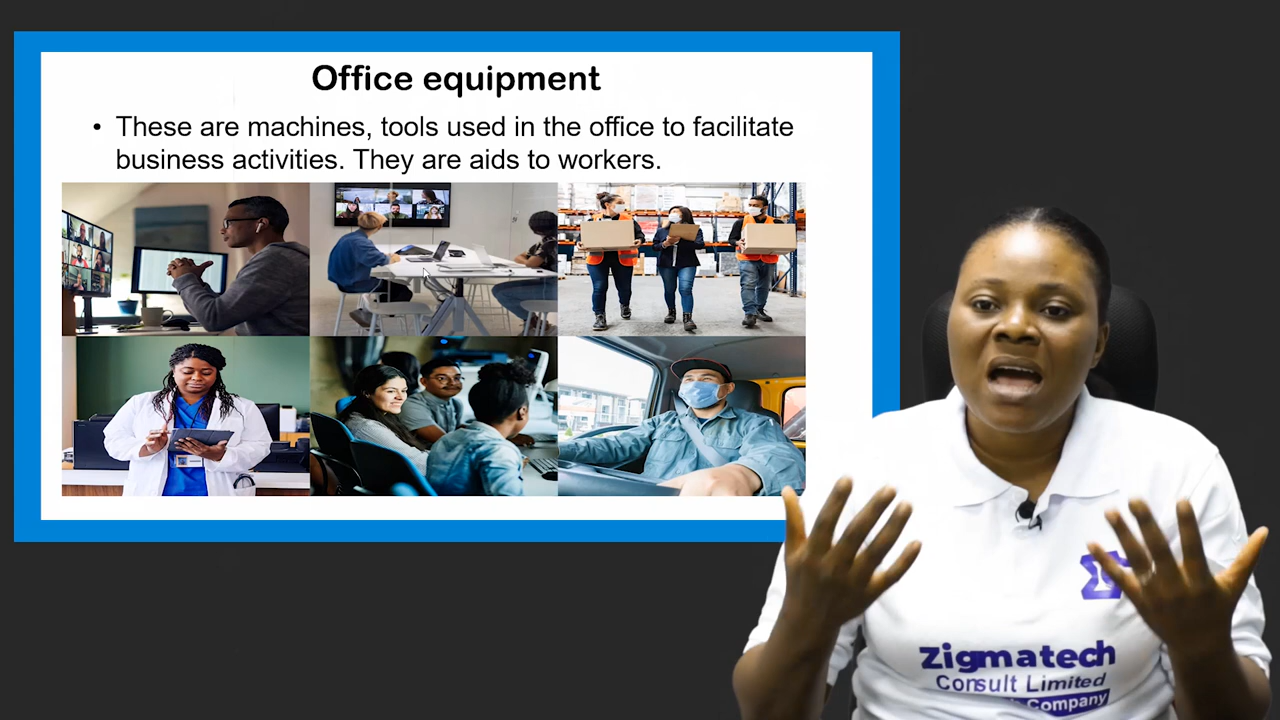 Office equipment
• These are machines, tools used in the office to facilitate
business activities. They are aids to workers.
Zigmatech
Consult Limited
Company